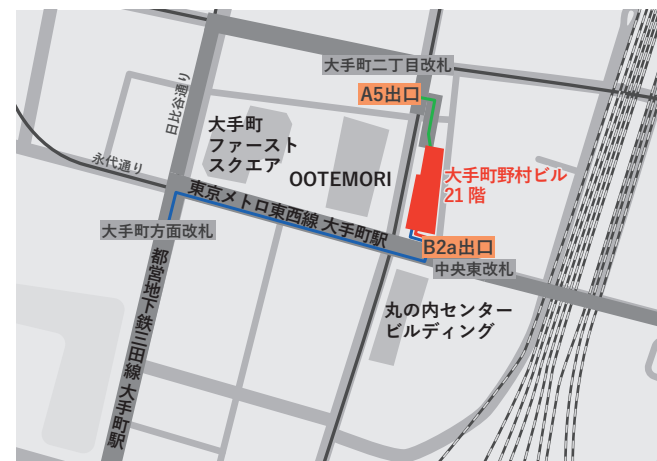 大手町二丁目改札
A5出口
日比谷通り
大手町
ファースト
スクエア
OOTEMORI
大手町野村ビル
21階
永代通り
東京メトロ東西線 大手町駅
大手町方面改札
B2a出口
中央東改札
都営地下鉄三田線 大手町駅
丸の内センター
ビルディング